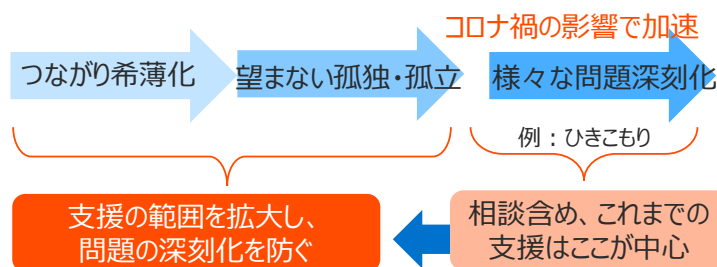 コロナ禍の影響で加速
つながり希薄化
望まない孤独・孤立
様々な問題深刻化
例：ひきこもり
支援の範囲を拡大し、
問題の深刻化を防ぐ
相談含め、これまでの
支援はここが中心